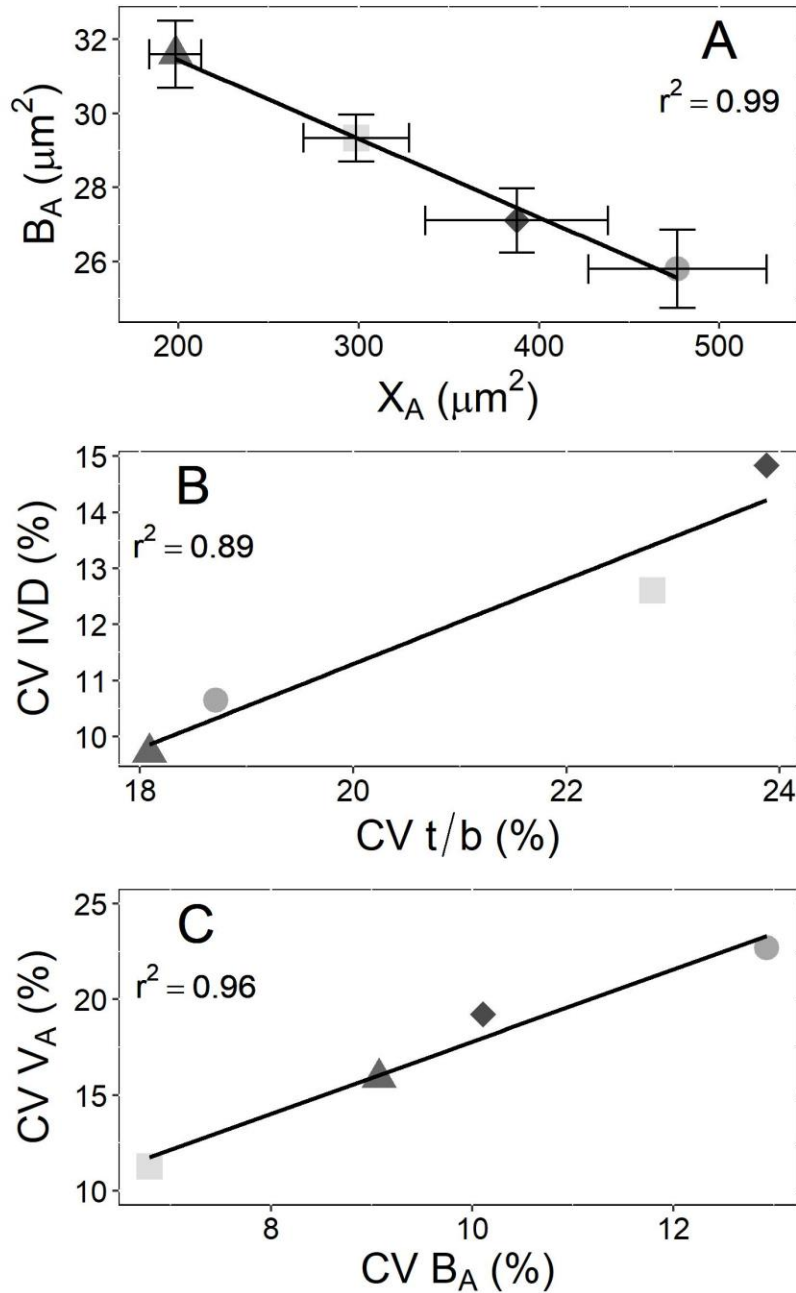 A
r² = 0.99
32
30
28
26
B_A (μm²)
200 300 400 500
X_A (μm²)
B
r² = 0.89
15
14
13
12
11
10
CV IVD (%)
18 20 22 24
CV t/b (%)
C
r² = 0.96
25
20
15
10
CV V_A (%)
8 10 12
CV B_A (%)